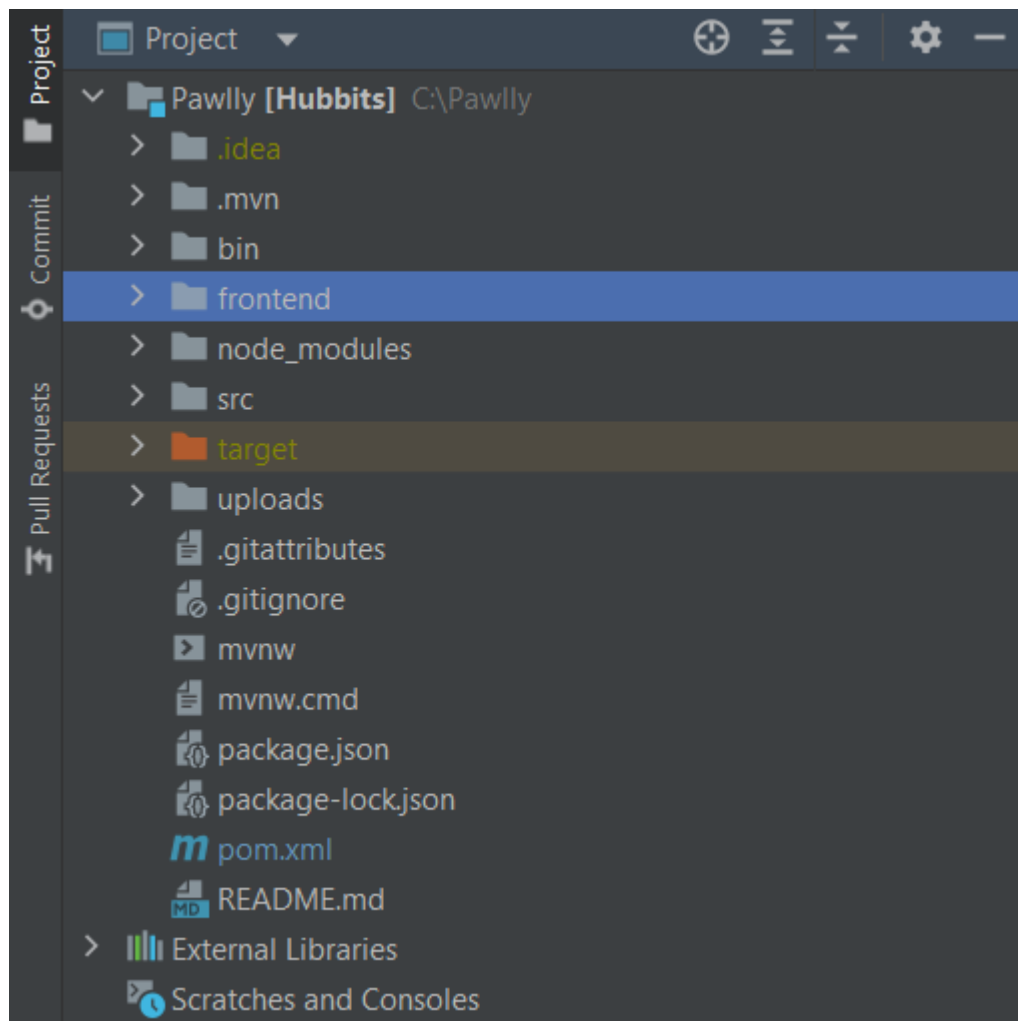 Project
Commit
Pull Requests
Project
Pawlly [Hubbits] C:\Pawlly
.idea
.mvn
bin
frontend
node_modules
src
target
uploads
.gitattributes
.gitignore
mvnw
mvnw.cmd
package.json
package-lock.json
m pom.xml
MD README.md
External Libraries
Scratches and Consoles